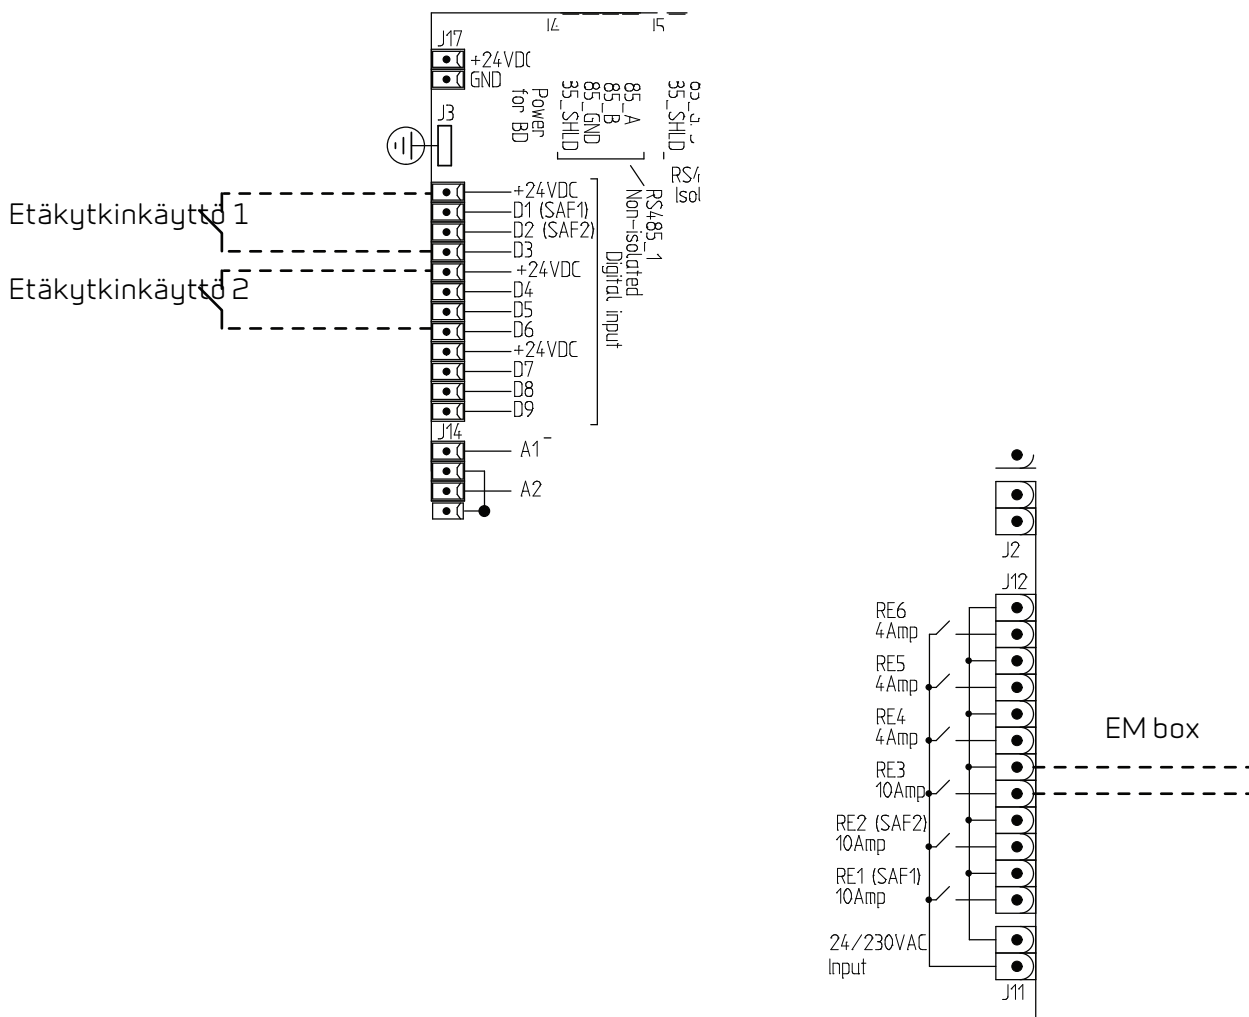 J4
J5
J17
+24VDC
GND
Power
for BD
85_GND
85_B
85_A
J3
RS485_1
Non-isolated
Etäkytkinkäyttö 1
Etäkytkinkäyttö 2
+24VDC
D1 (SAF1)
D2 (SAF2)
D3
+24VDC
D4
D5
D6
+24VDC
D7
D8
D9
Digital input
J14
A1
A2
J2
J12
RE6
4Amp
RE5
4Amp
RE4
4Amp
RE3
10Amp
RE2 (SAF2)
10Amp
RE1 (SAF1)
10Amp
24/230VAC
Input
J11
EM box